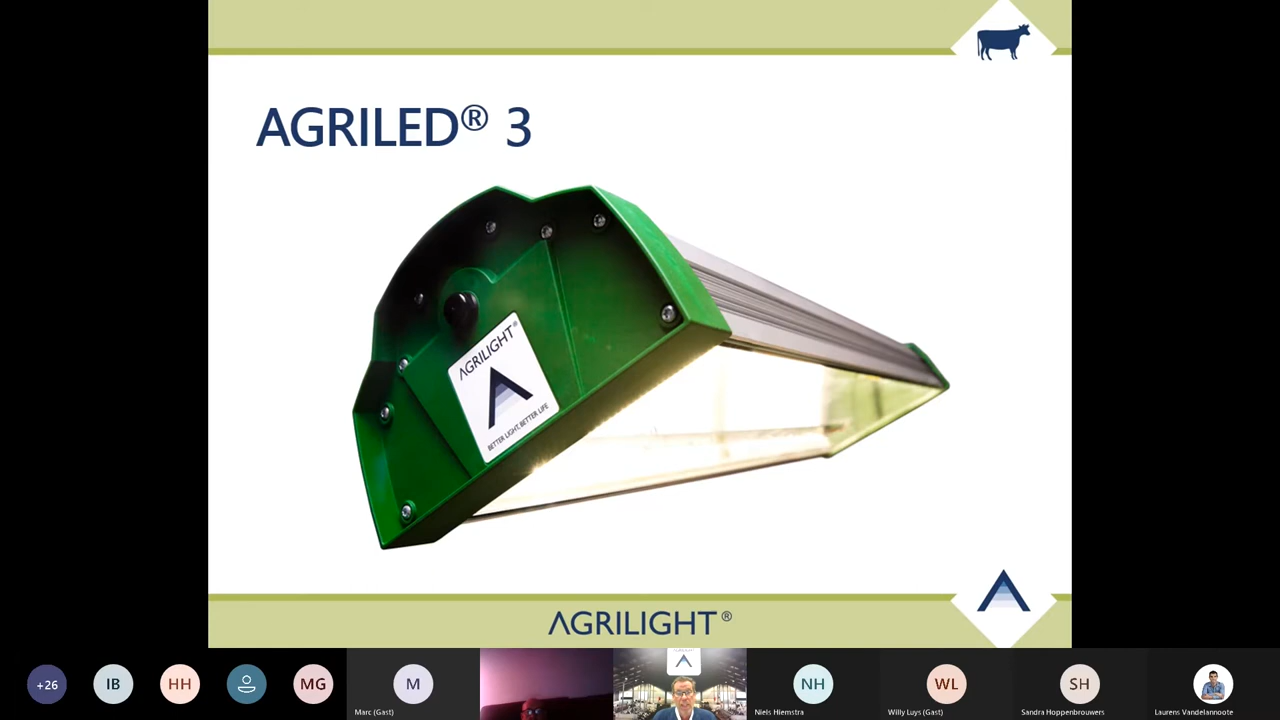 AGRILED® 3
AGRILIGHT®
BETTER LIGHT, BETTER LIFE
AGRILIGHT®
+26
IB
HH
MG
M
Marc (Gast)
NH
Niels Hiemstra
WL
Willy Luys (Gast)
SH
Sandra Hoppenbrouwers
Laurens Vandelannoote